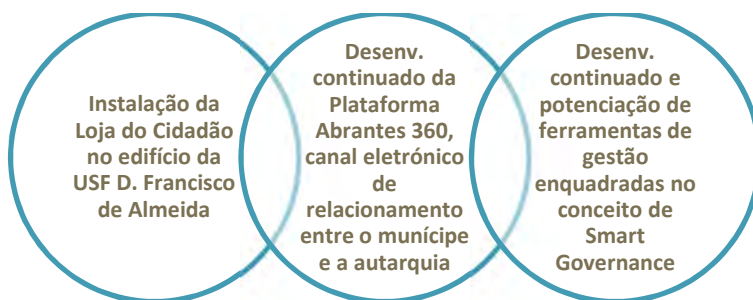 Instalação da
Loja do Cidadão
no edifício da
USF D. Francisco
de Almeida
Desenv.
continuado da
Plataforma
Abrantes 360,
canal eletrónico
de
relacionamento
entre o munícipe
e a autarquia
Desenv.
continuado e
potenciação de
ferramentas de
gestão
enquadradas no
conceito de
Smart
Governance